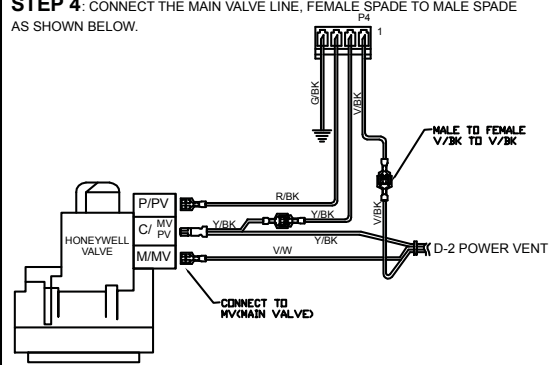 STEP 4: CONNECT THE MAIN VALVE LINE, FEMALE SPADE TO MALE SPADE
AS SHOWN BELOW.
P4
1
G/BK
V/BK
MALE TO FEMALE
V/BK TO V/BK
R/BK
P/PV
V/BK
C/ MV
PV
Y/BK
Y/BK
HONEYWELL
VALVE
Y/BK
D-2 POWER VENT
M/MV
V/W
CONNECT TO
MV(MAIN VALVE)